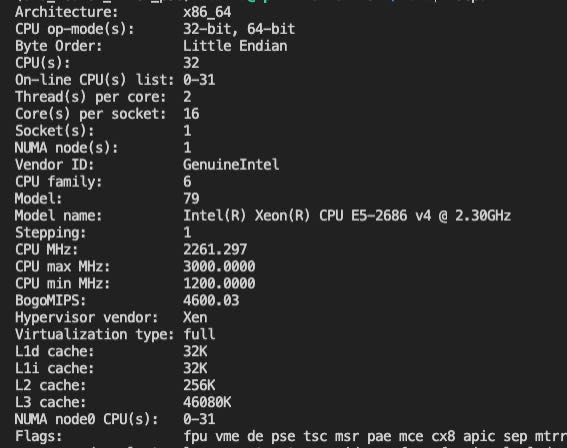 Architecture: x86_64
CPU op-mode(s): 32-bit, 64-bit
Byte Order: Little Endian
CPU(s): 32
On-line CPU(s) list: 0-31
Thread(s) per core: 2
Core(s) per socket: 16
Socket(s): 1
NUMA node(s): 1
Vendor ID: GenuineIntel
CPU family: 6
Model: 79
Model name: Intel(R) Xeon(R) CPU E5-2686 v4 @ 2.30GHz
Stepping: 1
CPU MHz: 2261.297
CPU max MHz: 3000.0000
CPU min MHz: 1200.0000
BogoMIPS: 4600.03
Hypervisor vendor: Xen
Virtualization type: full
L1d cache: 32K
L1i cache: 32K
L2 cache: 256K
L3 cache: 46080K
NUMA node0 CPU(s): 0-31
Flags: fpu vme de pse tsc msr pae mce cx8 apic sep mtrr